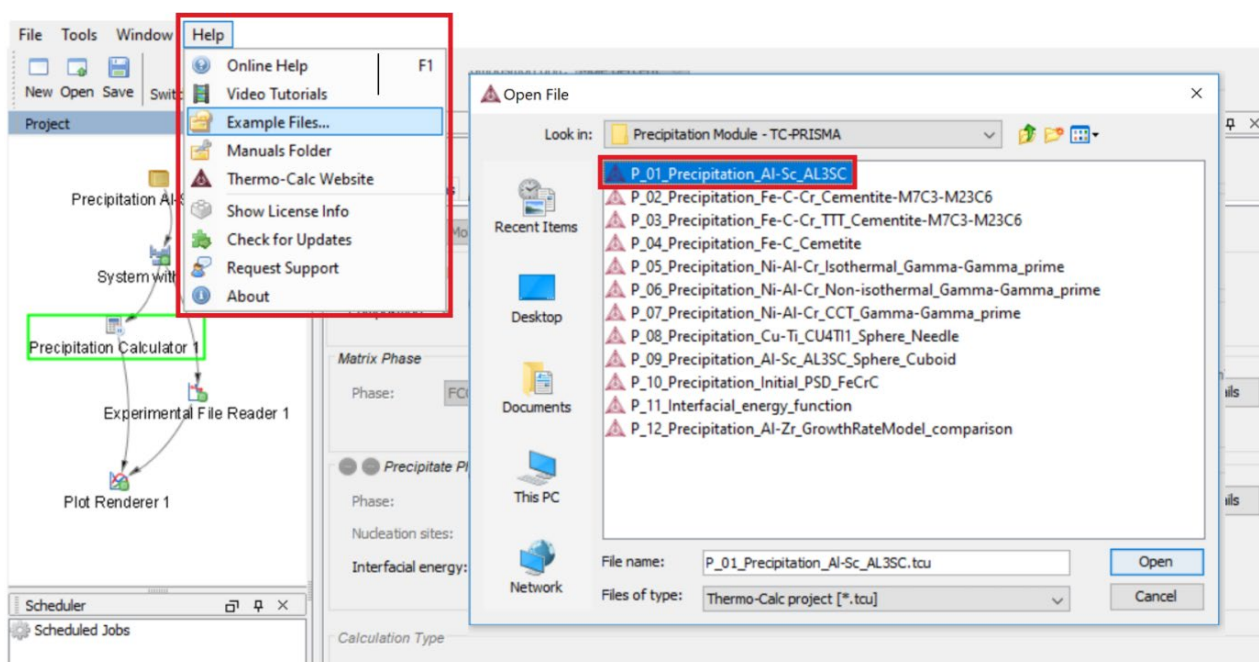 File Tools Window Help
New Open Save
Project
Precipitation
System with
Precipitation Calculator 1
Experimental File Reader 1
Plot Renderer 1
Scheduler
Scheduled Jobs
Online Help F1
Video Tutorials
Example Files...
Manuals Folder
Thermo-Calc Website
Show License Info
Check for Updates
Request Support
About
Matrix Phase
Phase:
Precipitate
Phase:
Nucleation sites:
Interfacial energy:
Calculation Type
Open File
Look in: Precipitation Module - TC-PRISMA
Recent Items
Desktop
Documents
This PC
Network
P_01_Precipitation_Al-Sc_AL3SC
P_02_Precipitation_Fe-C-Cr_Cementite-M7C3-M23C6
P_03_Precipitation_Fe-C-Cr_TTT_Cementite-M7C3-M23C6
P_04_Precipitation_Fe-C_Cemetite
P_05_Precipitation_Ni-Al-Cr_Isothermal_Gamma-Gamma_prime
P_06_Precipitation_Ni-Al-Cr_Non-isothermal_Gamma-Gamma_prime
P_07_Precipitation_Ni-Al-Cr_CCT_Gamma-Gamma_prime
P_08_Precipitation_Cu-Ti_CU4TI1_Sphere_Needle
P_09_Precipitation_Al-Sc_AL3SC_Sphere_Cuboid
P_10_Precipitation_Initial_PSD_FeCrC
P_11_Interfacial_energy_function
P_12_Precipitation_Al-Zr_GrowthRateModel_comparison
File name: P_01_Precipitation_Al-Sc_AL3SC.tcu Open
Files of type: Thermo-Calc project [*.tcu] Cancel